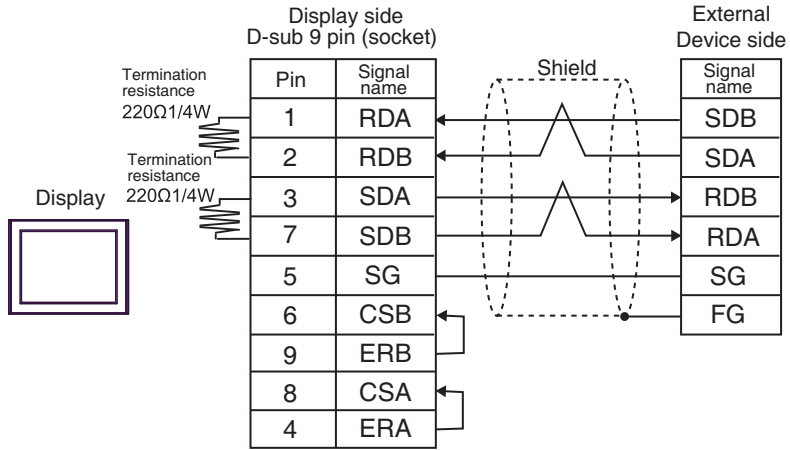 Display side
D-sub 9 pin (socket)
External
Device side
Termination
resistance
220Ω1/4W
Termination
resistance
220Ω1/4W
Display
Shield
Pin Signal name
1 RDA
2 RDB
3 SDA
7 SDB
5 SG
6 CSB
9 ERB
8 CSA
4 ERA
Signal
name
SDB
SDA
RDB
RDA
SG
FG